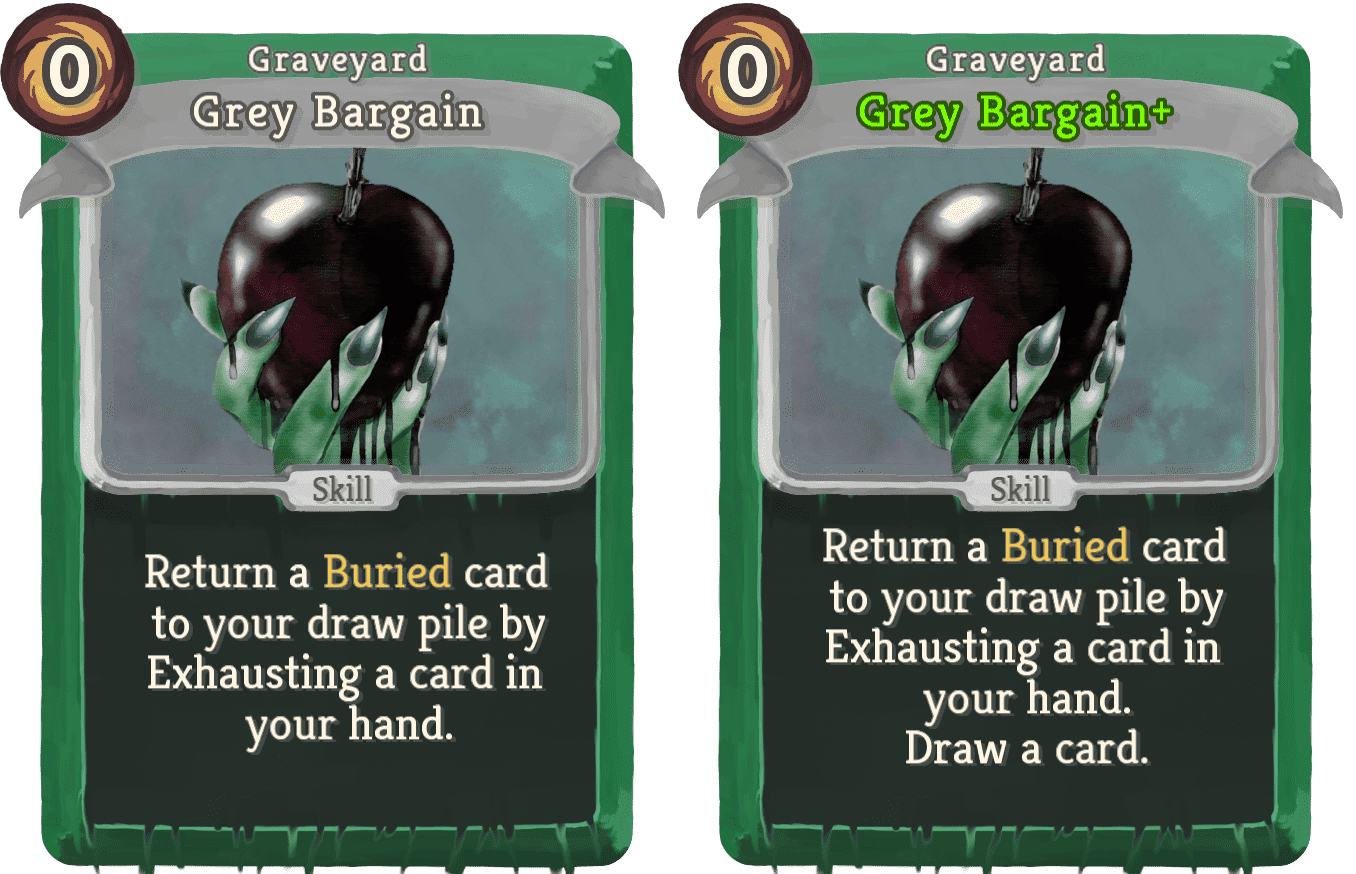 0
Graveyard
Grey Bargain
Skill
Return a Buried card
to your draw pile by
Exhausting a card in
your hand.
0
Graveyard
Grey Bargain+
Skill
Return a Buried card
to your draw pile by
Exhausting a card in
your hand.
Draw a card.